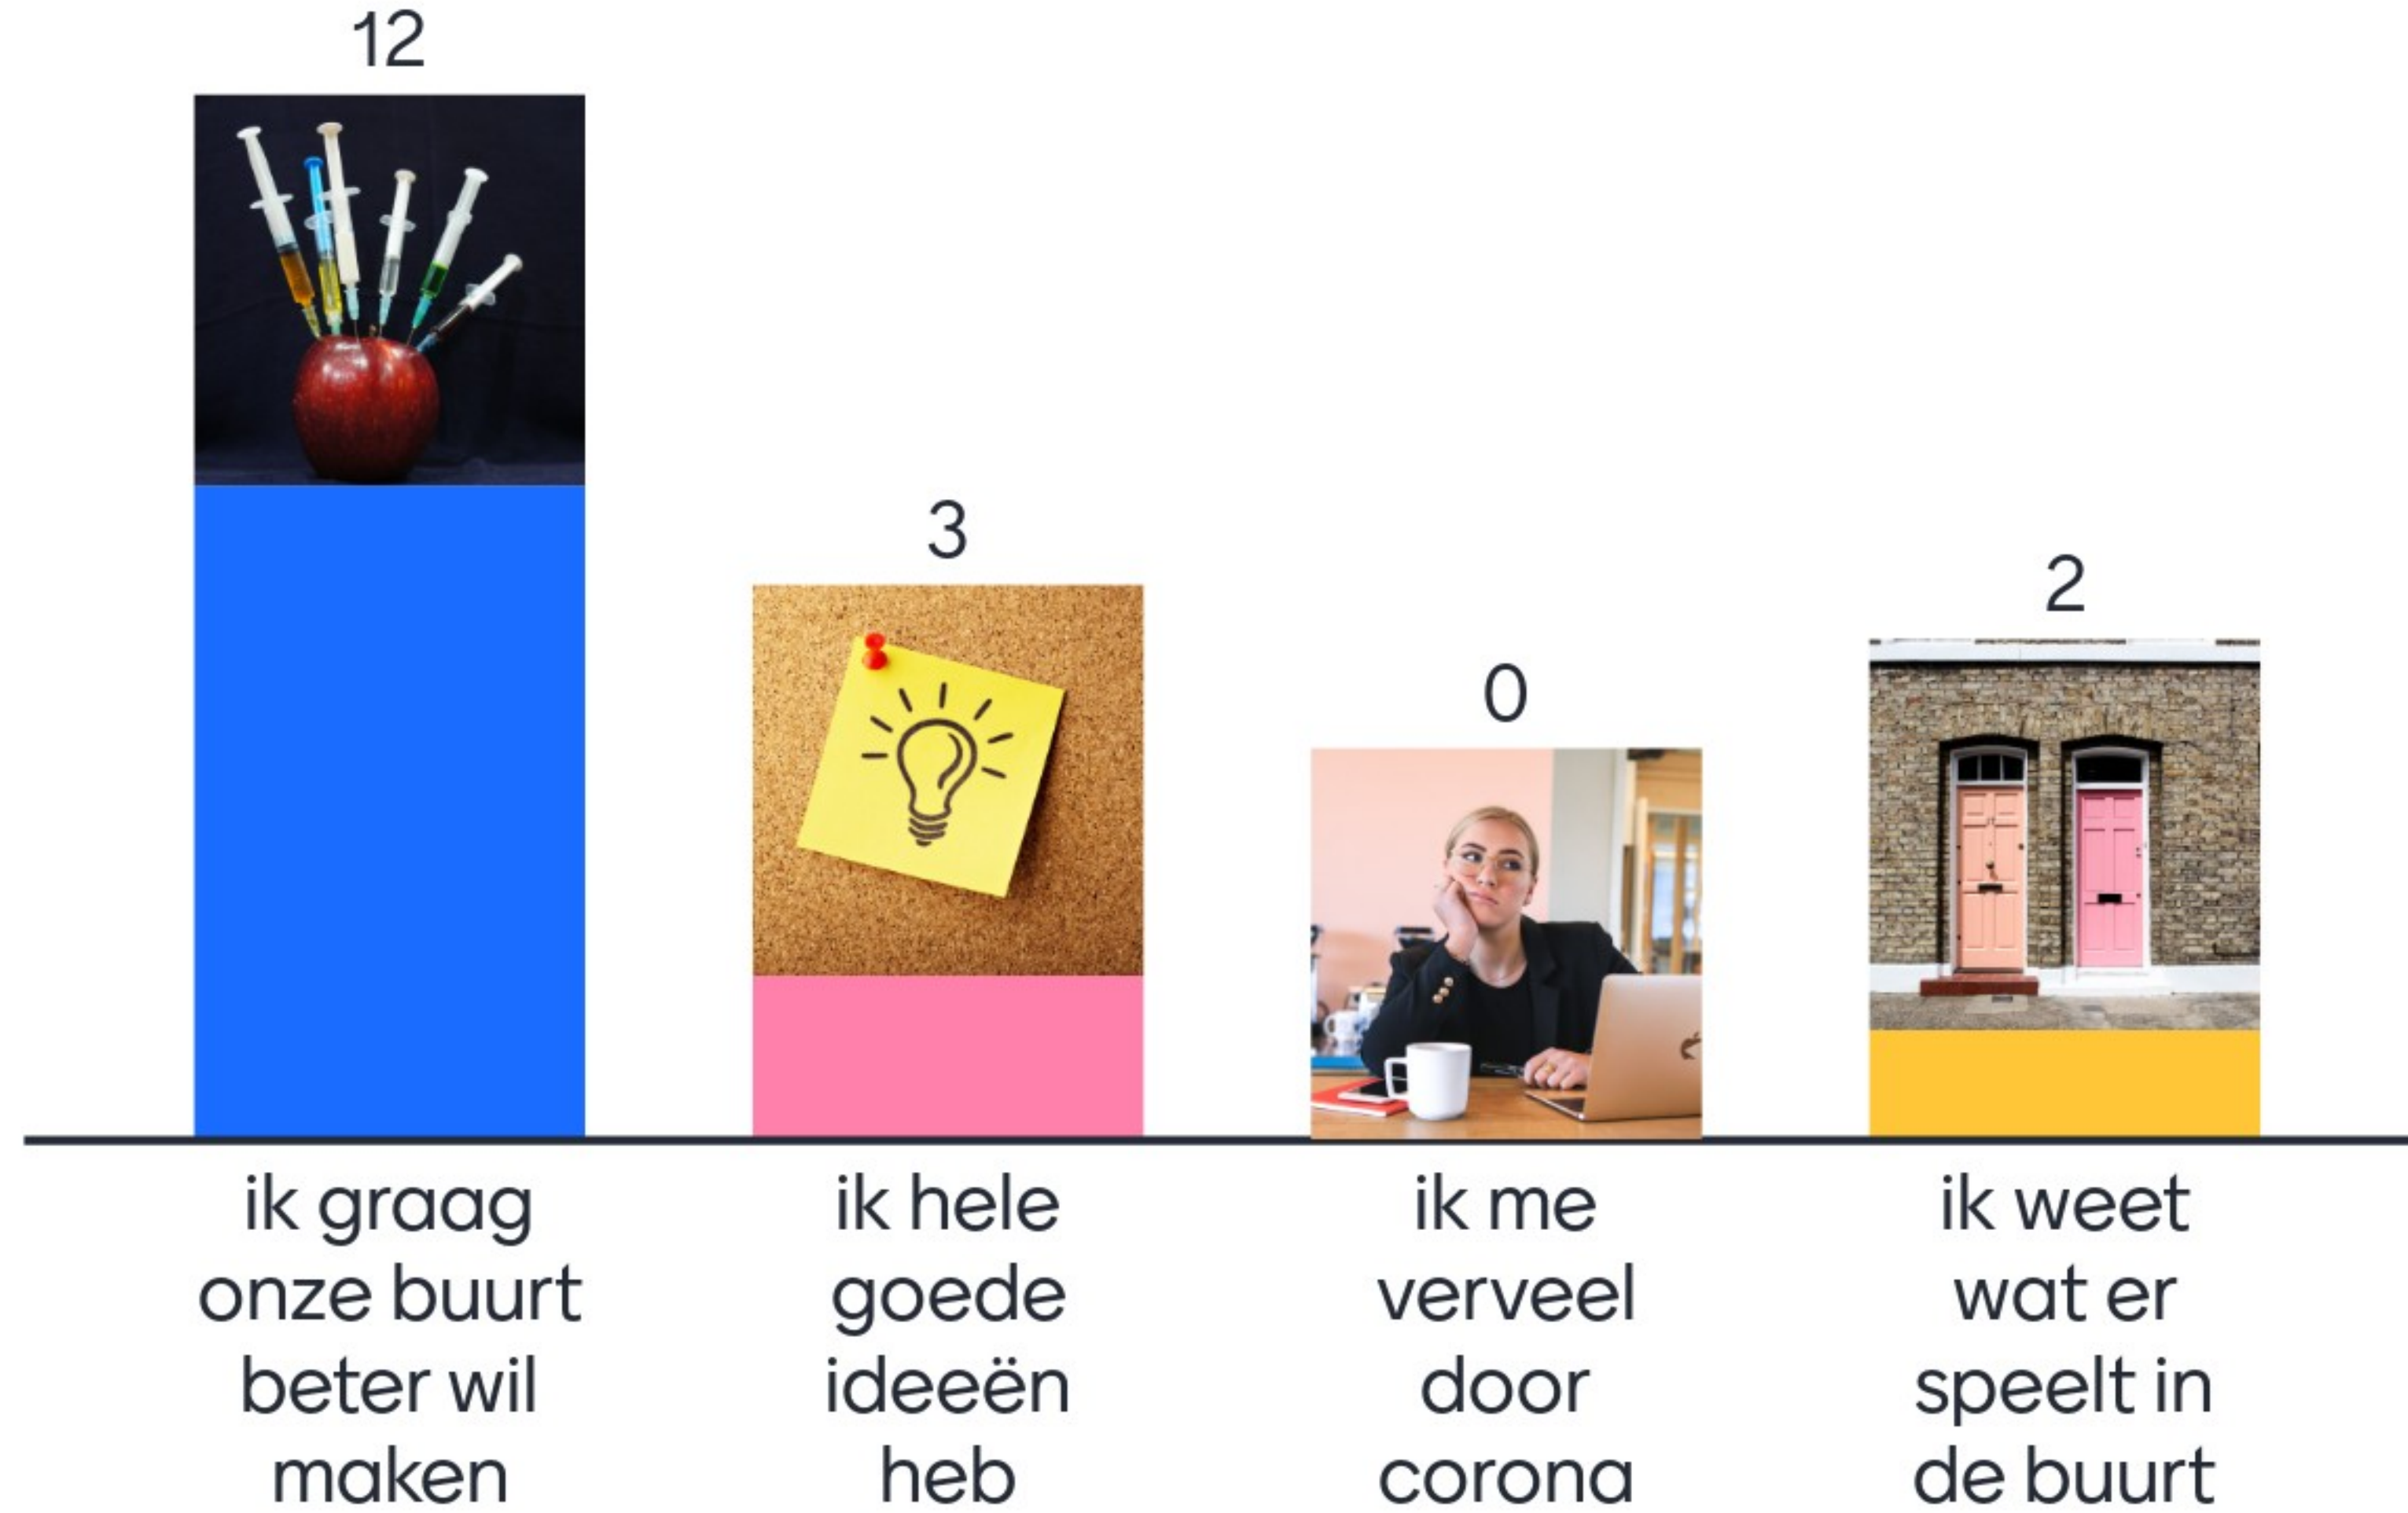 12
3
0
2
ik graag
onze buurt
beter wil
maken
ik hele
goede
ideeën
heb
ik me
verveel
door
corona
ik weet
wat er
speelt in
de buurt